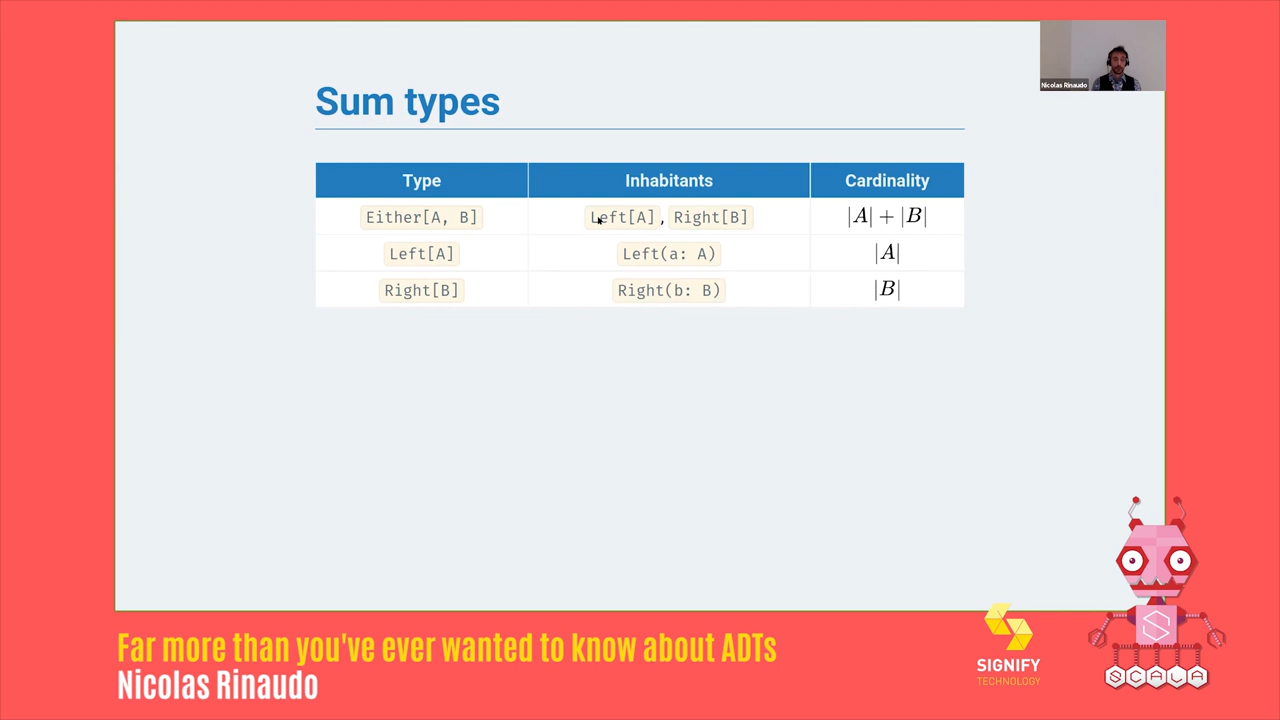 Nicolas Rinaudo
Sum types
Type Inhabitants Cardinality
Either[A, B] Left[A], Right[B] |A| + |B|
Left[A] Left(a: A) |A|
Right[B] Right(b: B) |B|
Far more than you've ever wanted to know about ADTs
Nicolas Rinaudo
SIGNIFY
TECHNOLOGY
S
SCALA